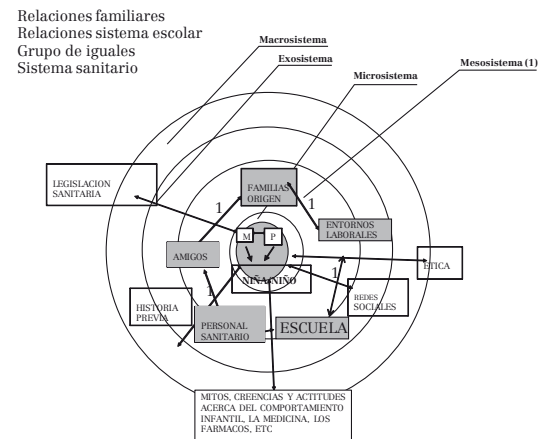 Relaciones familiares
Relaciones sistema escolar
Grupo de iguales
Sistema sanitario
Macrosistema
Exosistema
Microsistema
Mesosistema (1)
LEGISLACION
SANITARIA
FAMILIAS
ORIGEN
1
1
ENTORNOS
LABORALES
M
P
AMIGOS
ETICA
NIÑA-NIÑO
1
1
REDES
SOCIALES
HISTORIA
PREVIA
PERSONAL
SANITARIO
ESCUELA
MITOS, CREENCIAS Y ACTITUDES
ACERCA DEL COMPORTAMIENTO
INFANTIL, LA MEDICINA, LOS
FARMACOS, ETC